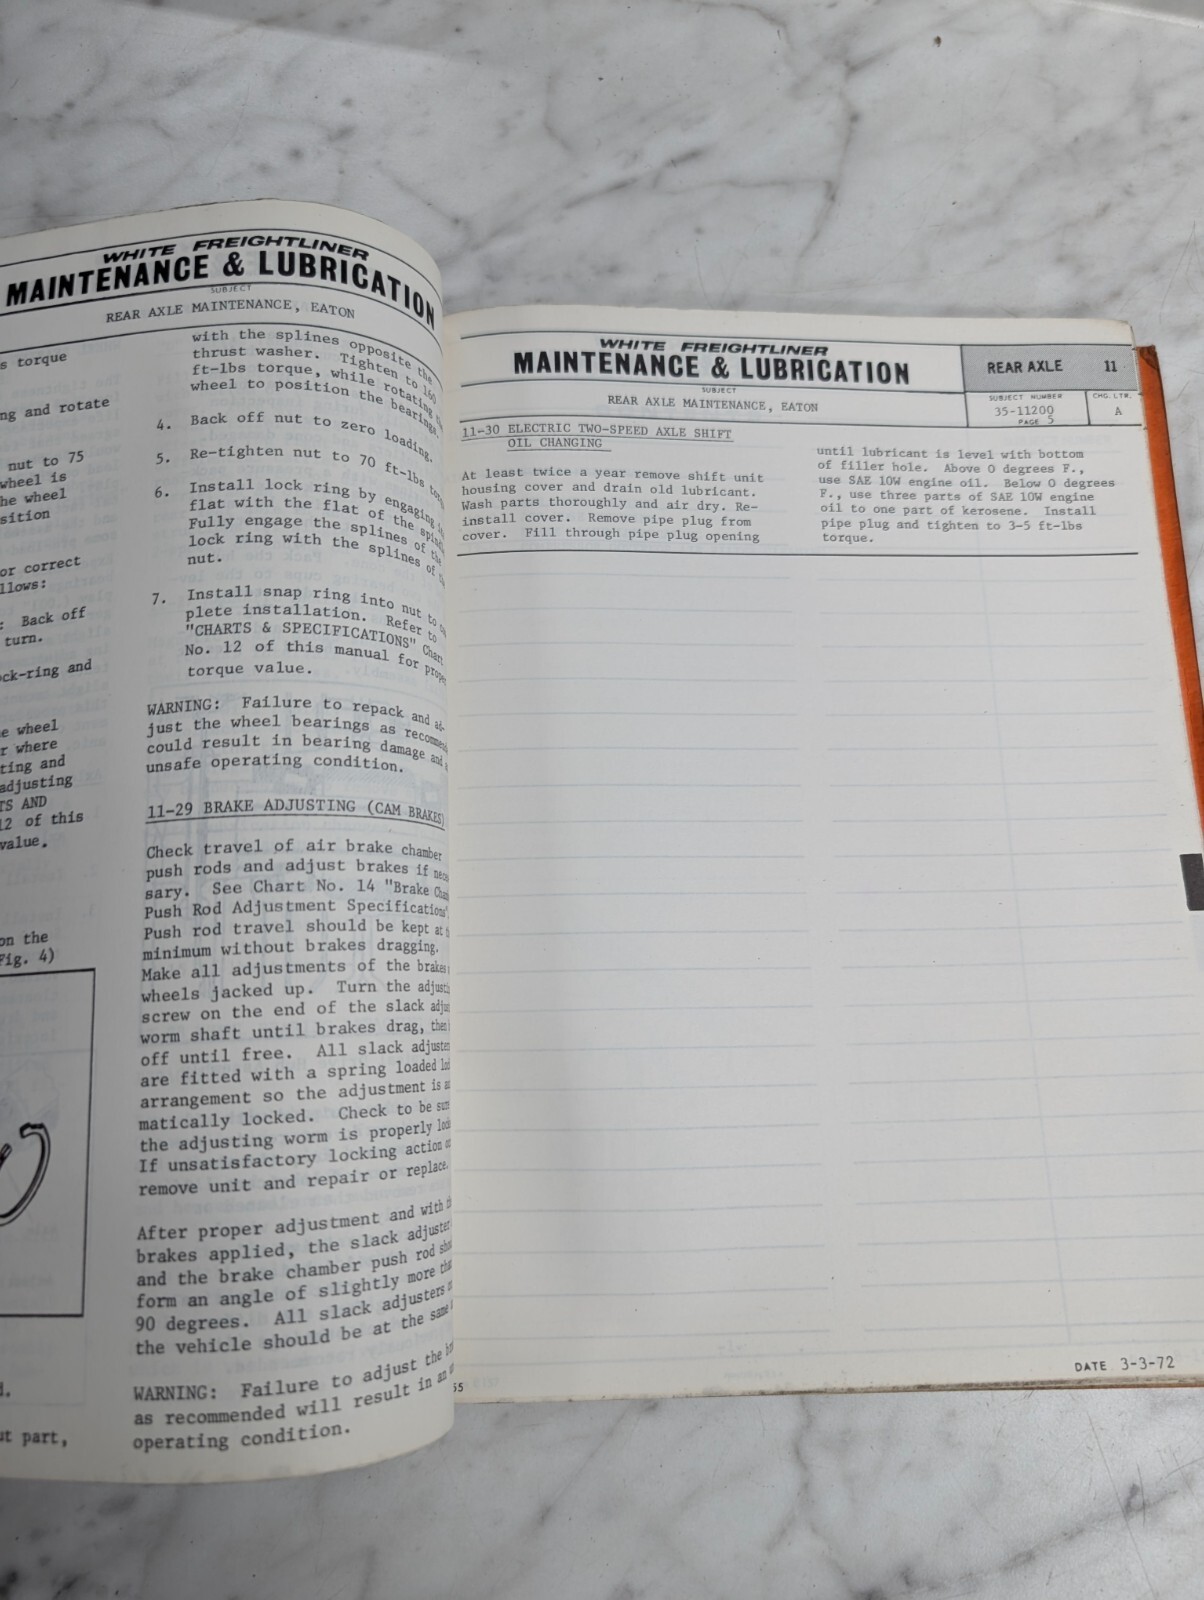 WHITE FREIGHTLINER
MAINTENANCE & LUBRICATION
SUBJECT
REAR AXLE MAINTENANCE, EATON
s torque
ng and rotate
nut to 75
wheel is
he wheel
sition
or correct
llows:
: Back off
turn.
ck-ring and
e wheel
r where
ting and
adjusting
TS AND
12 of this
value.
on the
Fig. 4)
d.
ut part,
with the splines opposite the
thrust washer. Tighten to 160
ft-lbs torque, while rotating
wheel to position the bearings.
4. Back off nut to zero loading.
5. Re-tighten nut to 70 ft-lbs
6. Install lock ring by engaging
flat with the flat of the
Fully engage the splines of the
lock ring with the splines of
nut.
7. Install snap ring into nut to
plete installation. Refer to
"CHARTS & SPECIFICATIONS" Chart
No. 12 of this manual for proper
torque value.
WARNING: Failure to repack and ad-
just the wheel bearings as
could result in bearing damage and
unsafe operating condition.
11-29 BRAKE ADJUSTING (CAM BRAKES)
Check travel of air brake chamber
push rods and adjust brakes if
sary. See Chart No. 14 "Brake
Push Rod Adjustment Specifications",
Push rod travel should be kept at
minimum without brakes dragging.
Make all adjustments of the brakes
wheels jacked up. Turn the
screw on the end of the slack
worm shaft until brakes drag, then
off until free. All slack
are fitted with a spring loaded
arrangement so the adjustment is
matically locked. Check to be sure
the adjusting worm is properly
If unsatisfactory locking action
remove unit and repair or replace.
After proper adjustment and with
brakes applied, the slack adjuster
and the brake chamber push rod
form an angle of slightly more
90 degrees. All slack adjusters
the vehicle should be at the same
WARNING: Failure to adjust the
as recommended will result in an
operating condition.
WHITE FREIGHTLINER
MAINTENANCE & LUBRICATION
SUBJECT
REAR AXLE MAINTENANCE, EATON
REAR AXLE 11
SUBJECT NUMBER
35-11200
PAGE 5
CHG. LTR.
A
11-30 ELECTRIC TWO-SPEED AXLE SHIFT
OIL CHANGING
At least twice a year remove shift unit
housing cover and drain old lubricant.
Wash parts thoroughly and air dry. Re-
install cover. Remove pipe plug from
cover. Fill through pipe plug opening
until lubricant is level with bottom
of filler hole. Above 0 degrees F.,
use SAE 10W engine oil. Below 0 degrees
F., use three parts of SAE 10W engine
oil to one part of kerosene. Install
pipe plug and tighten to 3-5 ft-lbs
torque.
55
DATE 3-3-72